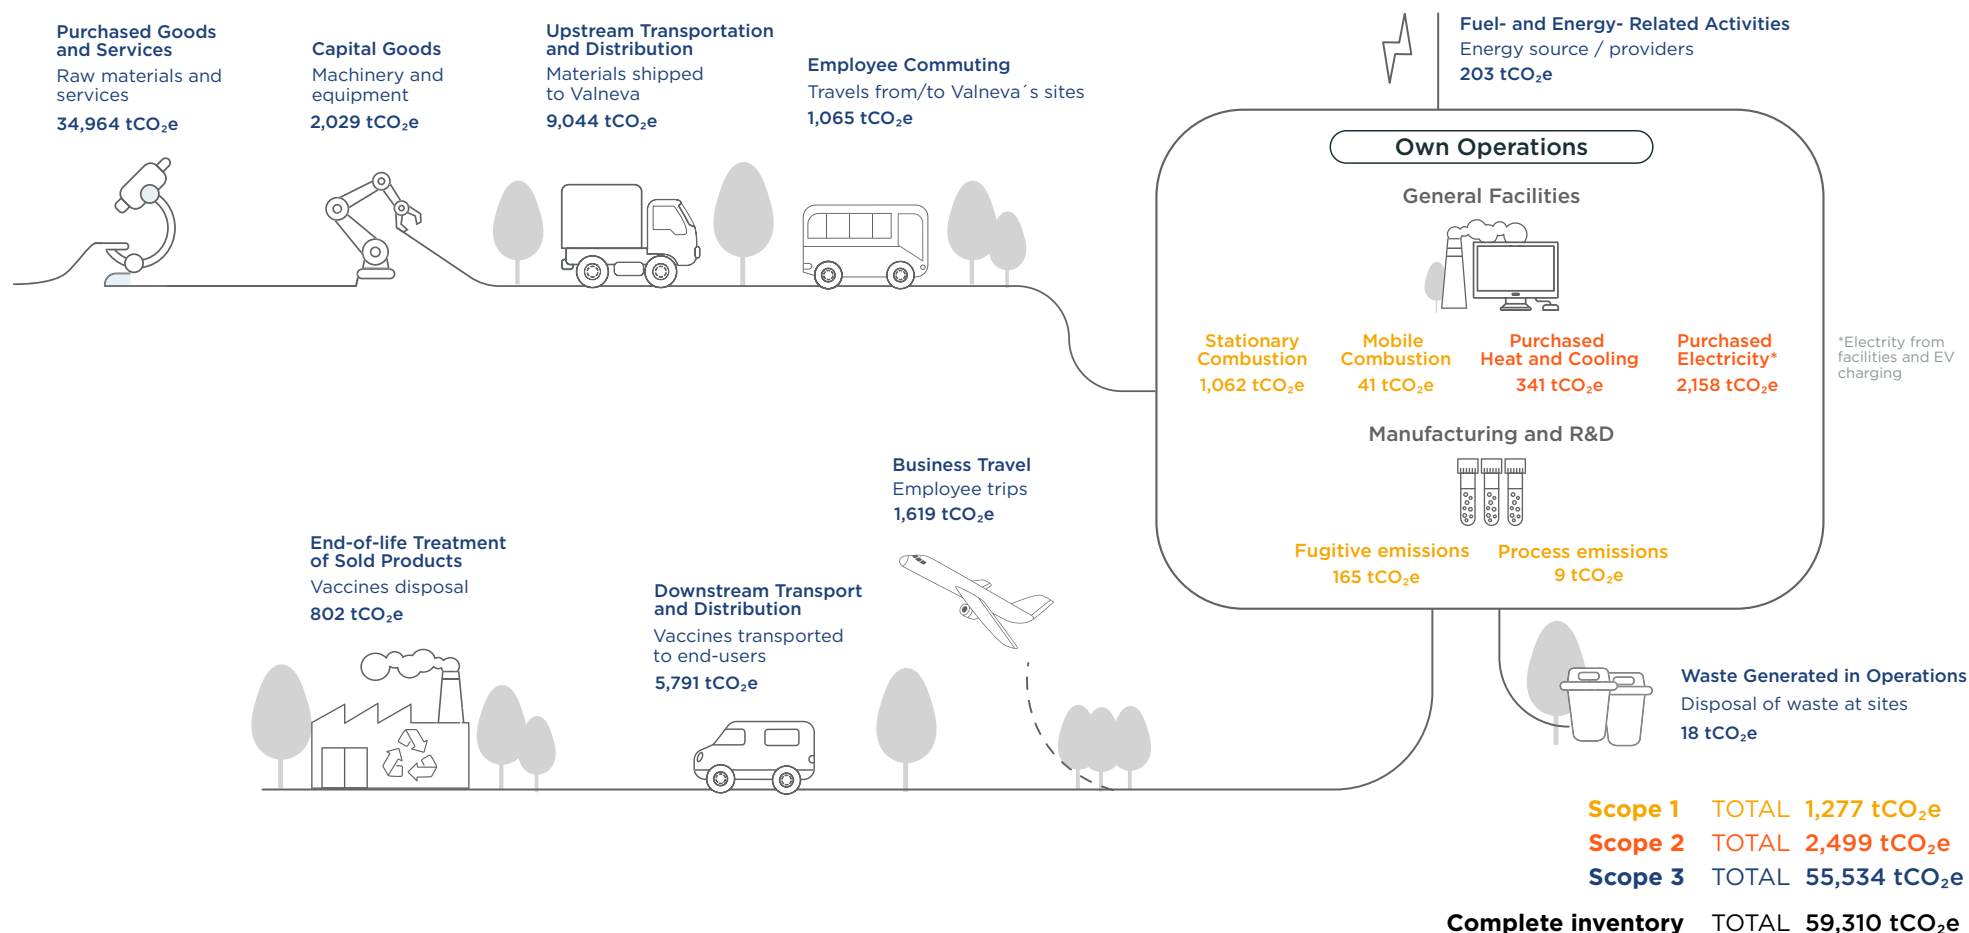 Purchased Goods
and Services
Raw materials and
services
34,964 tCO₂e
Capital Goods
Machinery and
equipment
2,029 tCO₂e
Upstream Transportation
and Distribution
Materials shipped
to Valneva
9,044 tCO₂e
Employee Commuting
Travels from/to Valneva´s sites
1,065 tCO₂e
Fuel- and Energy- Related Activities
Energy source / providers
203 tCO₂e
Own Operations
General Facilities
Stationary
Combustion
1,062 tCO₂e
Mobile
Combustion
41 tCO₂e
Purchased
Heat and Cooling
341 tCO₂e
Purchased
Electricity*
2,158 tCO₂e
*Electrity from
facilities and EV
charging
Manufacturing and R&D
Fugitive emissions
165 tCO₂e
Process emissions
9 tCO₂e
Business Travel
Employee trips
1,619 tCO₂e
End-of-life Treatment
of Sold Products
Vaccines disposal
802 tCO₂e
Downstream Transport
and Distribution
Vaccines transported
to end-users
5,791 tCO₂e
Waste Generated in Operations
Disposal of waste at sites
18 tCO₂e
Scope 1 TOTAL 1,277 tCO₂e
Scope 2 TOTAL 2,499 tCO₂e
Scope 3 TOTAL 55,534 tCO₂e
Complete inventory TOTAL 59,310 tCO₂e